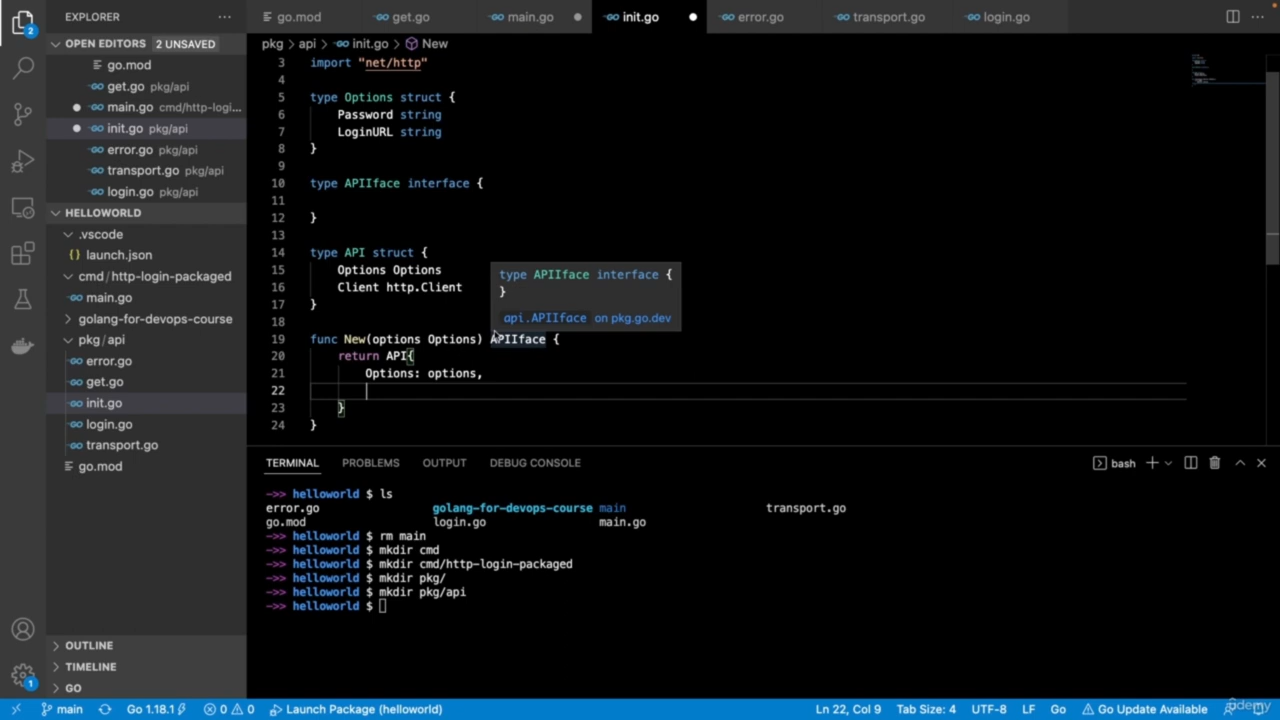 EXPLORER
go.mod get.go main.go init.go error.go transport.go login.go
OPEN EDITORS 2 UNSAVED
pkg > api > init.go > New
go.mod
get.go pkg/api
main.go cmd/http-logi...
init.go pkg/api
error.go pkg/api
transport.go pkg/api
login.go pkg/api
HELLOWORLD
.vscode
launch.json
cmd / http-login-packaged
main.go
golang-for-devops-course
pkg / api
error.go
get.go
init.go
login.go
transport.go
go.mod
OUTLINE
TIMELINE
GO
2
1
3 import "net/http"
4
5 type Options struct {
6 Password string
7 LoginURL string
8 }
9
10 type APIIface interface {
11
12 }
13
14 type API struct {
15 Options Options
16 Client http.Client
17 }
18
19 func New(options Options) APIIface {
20 return API{
21 Options: options,
22
23 }
24 }
type APIIface interface {
}
api.APIIface on pkg.go.dev
TERMINAL PROBLEMS OUTPUT DEBUG CONSOLE
bash
->> helloworld $ ls
error.go golang-for-devops-course main transport.go
go.mod login.go main.go
->> helloworld $ rm main
->> helloworld $ mkdir cmd
->> helloworld $ mkdir cmd/http-login-packaged
->> helloworld $ mkdir pkg/
->> helloworld $ mkdir pkg/api
->> helloworld $
main Go 1.18.1 0 0 Launch Package (helloworld) Ln 22, Col 9 Tab Size: 4 UTF-8 LF Go Go Update Available
udemy